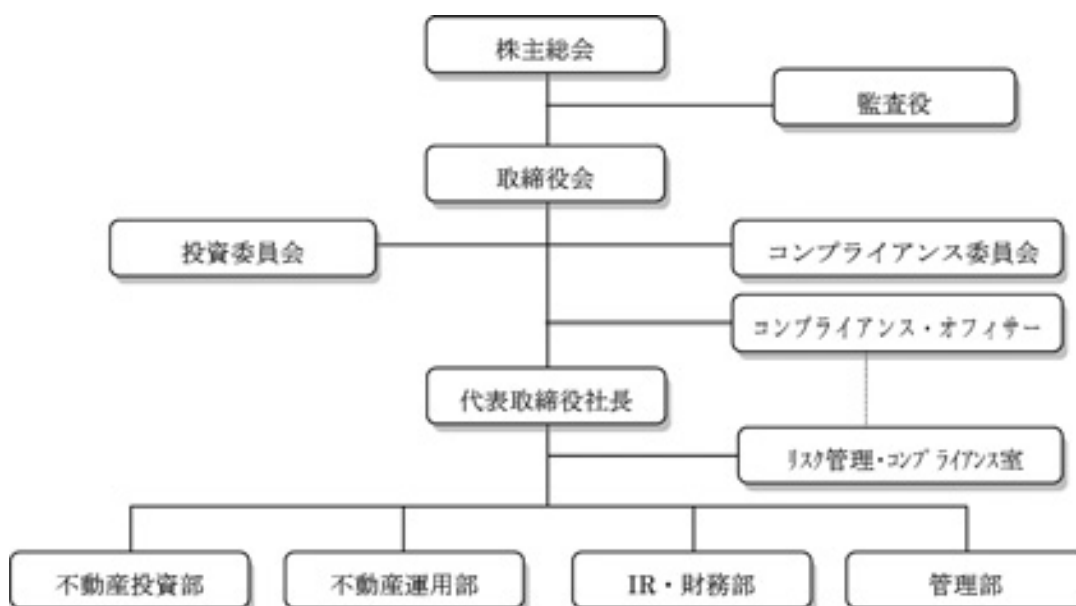 株主総会
監査役
取締役会
投資委員会
コンプライアンス委員会
コンプライアンス・オフィサー
代表取締役社長
リスク管理・コンプライアンス室
不動産投資部
不動産運用部
IR・財務部
管理部